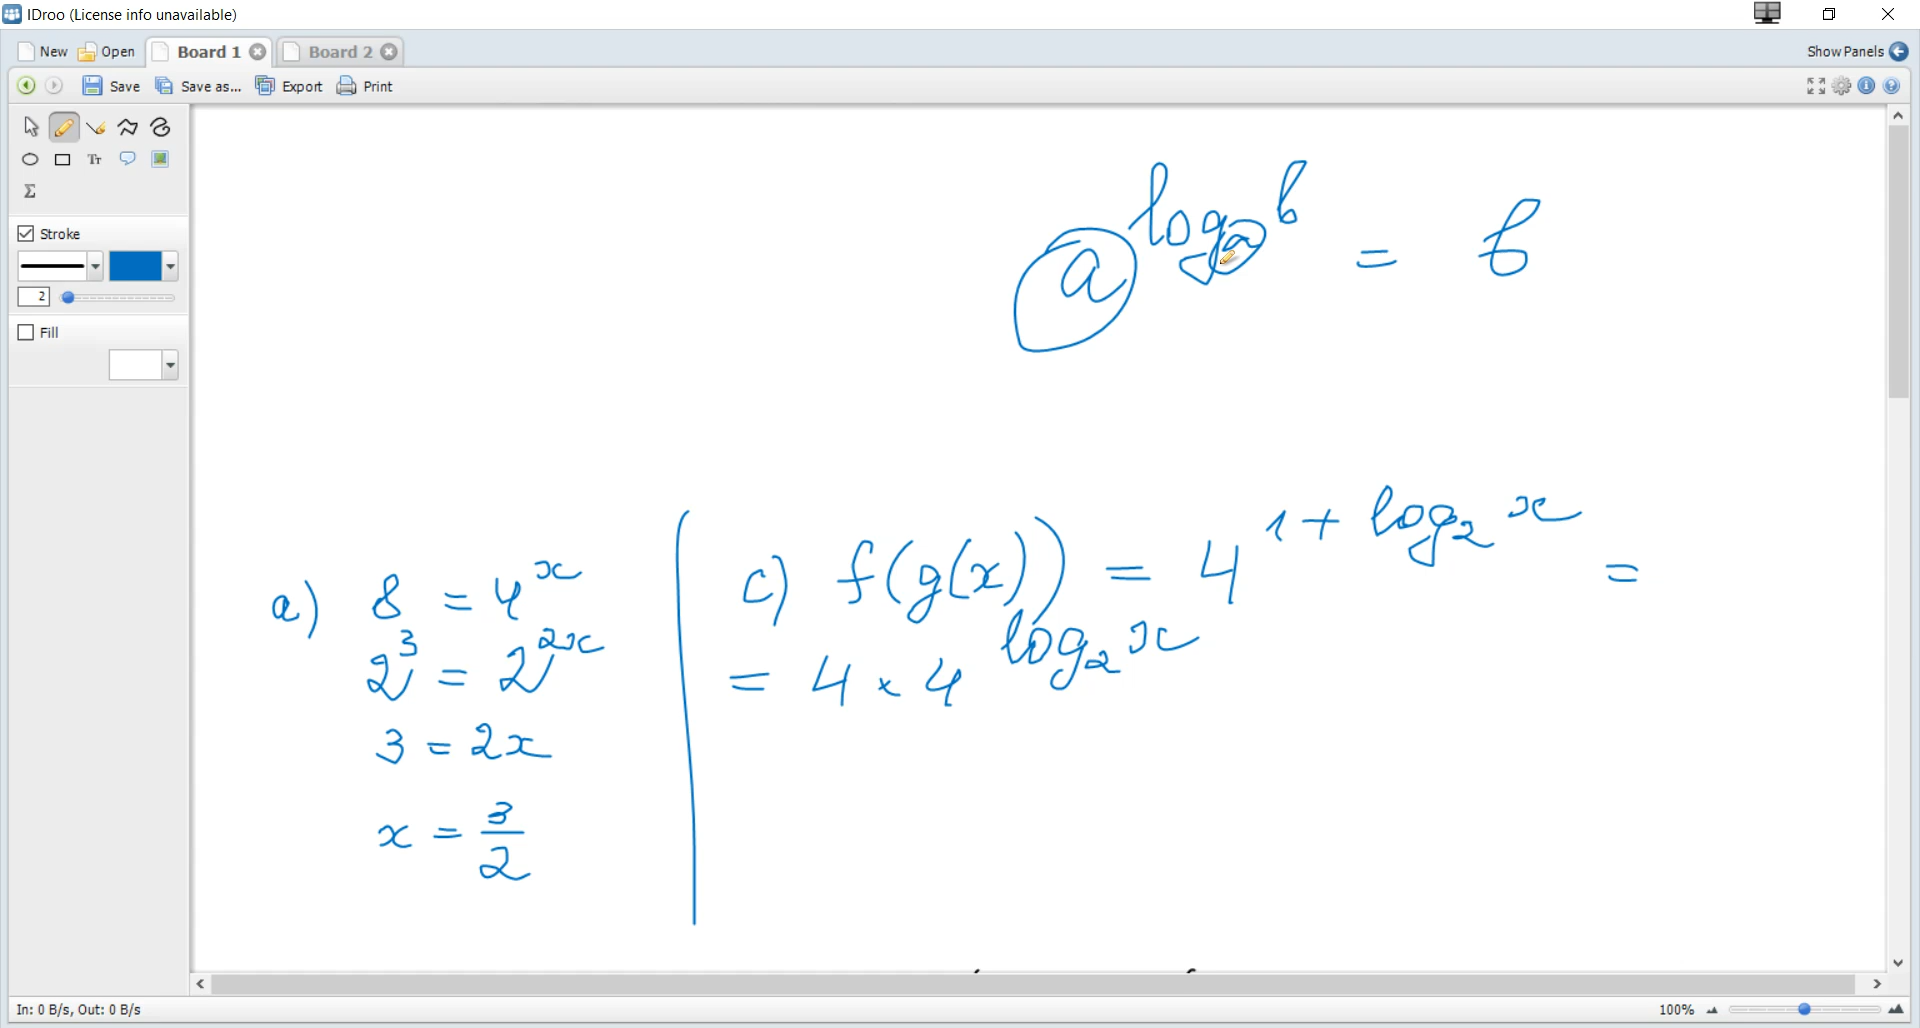 IDroo (License info unavailable)
New Open Board 1 Board 2 Show Panels
Save Save as... Export Print
Tт
Σ
Stroke
2
Fill
a^{log_a b} = b
a) 8 = 4^x
2^3 = 2^{2x}
3 = 2x
x = 3/2
c) f(g(x)) = 4^{1 + log_2 x} =
= 4 × 4^{log_2 x}
In: 0 B/s, Out: 0 B/s 100%